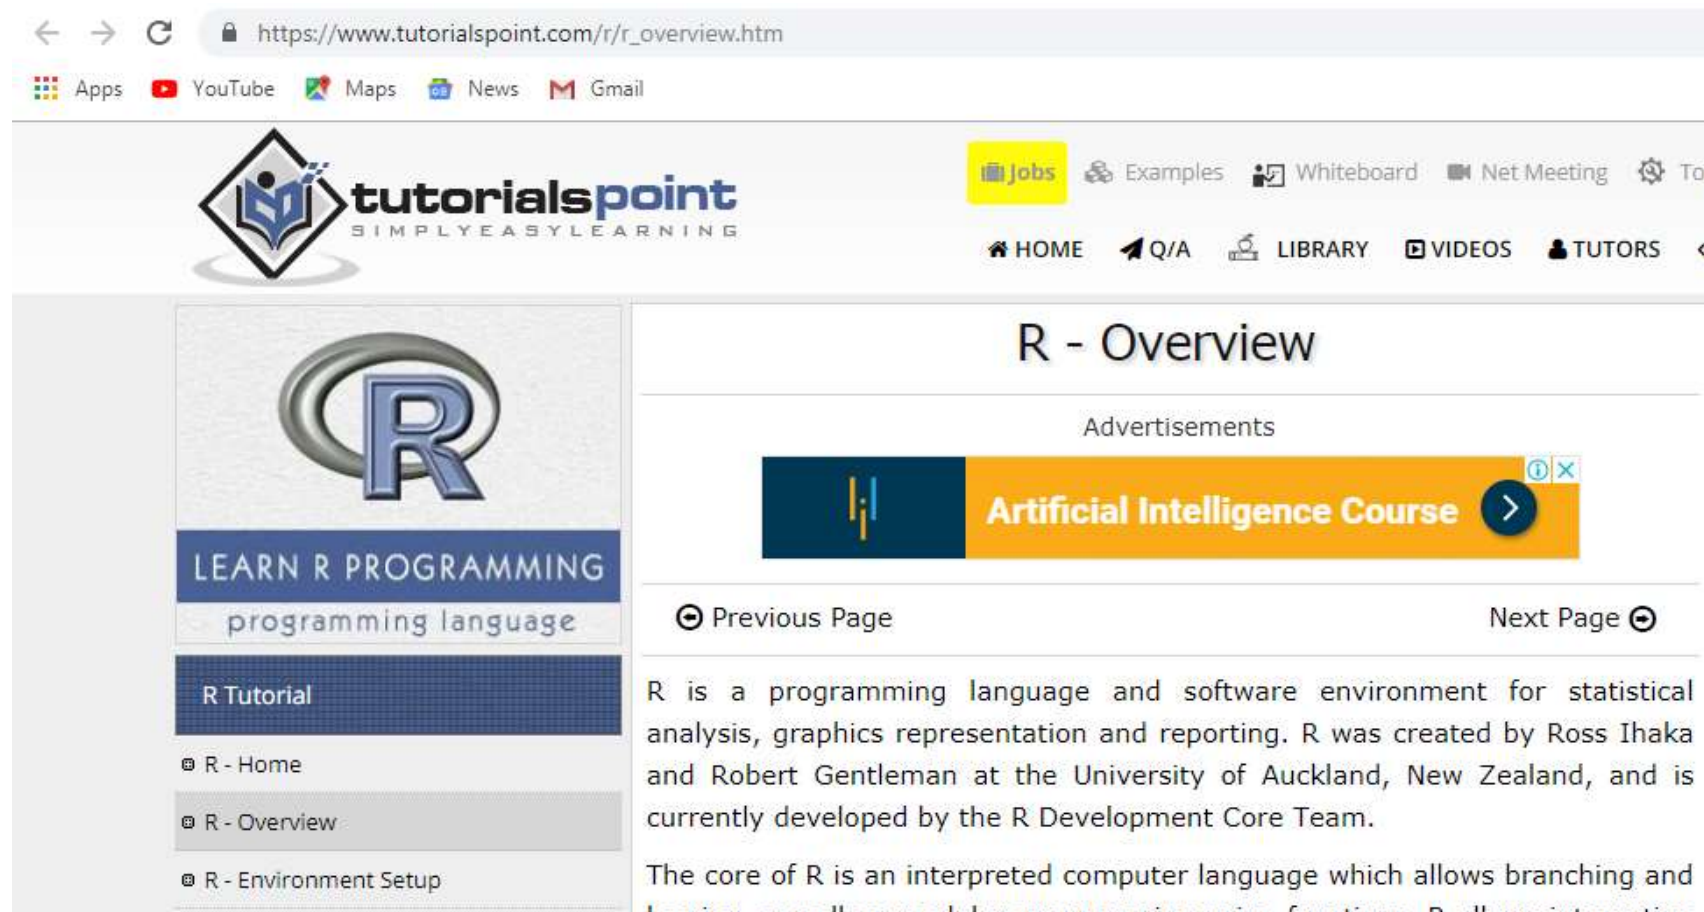 https://www.tutorialspoint.com/r/r_overview.htm
Apps YouTube Maps News Gmail
tutorialspoint
SIMPLYEASYLEARNING
Jobs Examples Whiteboard Net Meeting
HOME Q/A LIBRARY VIDEOS TUTORS
R
LEARN R PROGRAMMING
programming language
R Tutorial
R - Home
R - Overview
R - Environment Setup
R - Overview
Advertisements
Artificial Intelligence Course
Previous Page Next Page
R is a programming language and software environment for statistical
analysis, graphics representation and reporting. R was created by Ross Ihaka
and Robert Gentleman at the University of Auckland, New Zealand, and is
currently developed by the R Development Core Team.
The core of R is an interpreted computer language which allows branching and